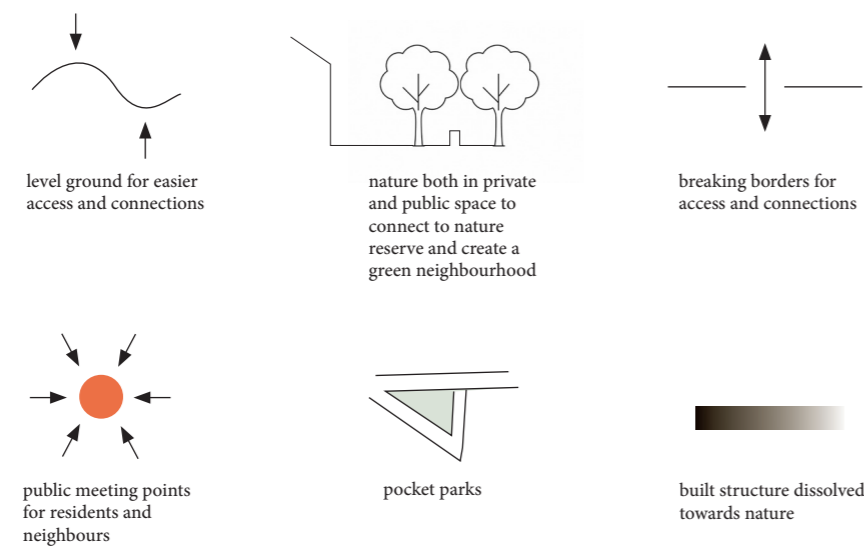 level ground for easier
access and connections
nature both in private
and public space to
connect to nature
reserve and create a
green neighbourhood
breaking borders for
access and connections
public meeting points
for residents and
neighbours
pocket parks
built structure dissolved
towards nature